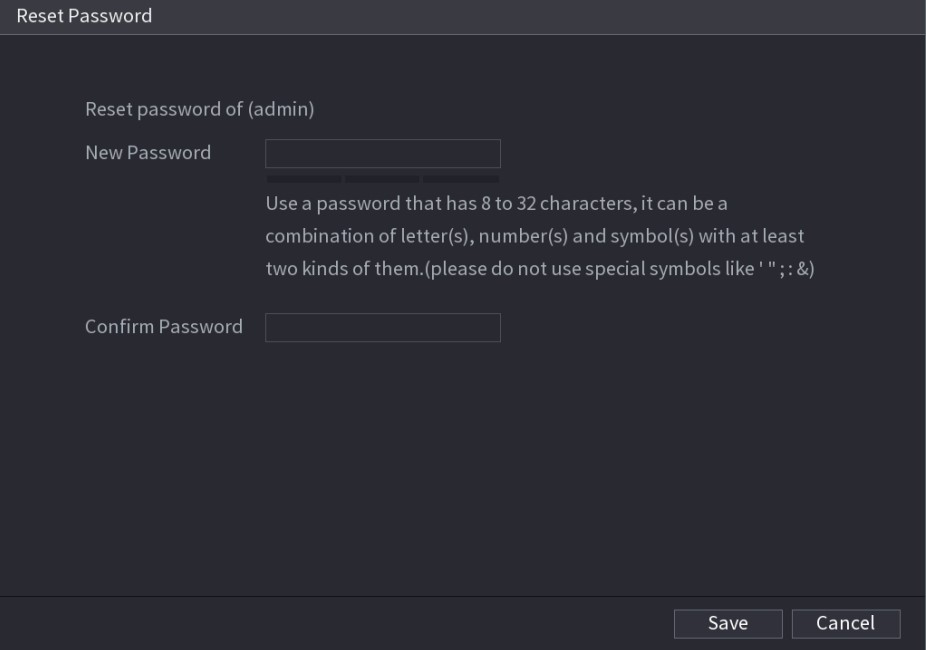 Reset Password
Reset password of (admin)
New Password
Use a password that has 8 to 32 characters, it can be a
combination of letter(s), number(s) and symbol(s) with at least
two kinds of them.(please do not use special symbols like ' " ; : &)
Confirm Password
Save
Cancel